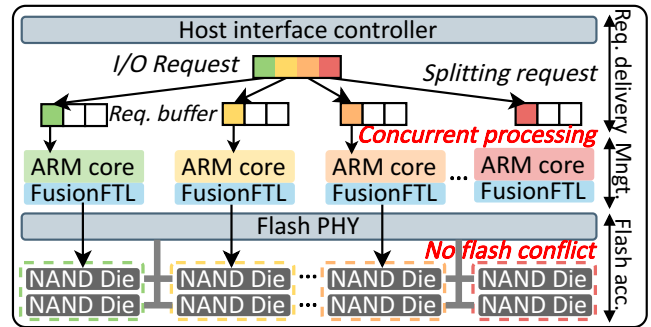 Host interface controller
I/O Request
Splitting request
Req. buffer
Concurrent processing
ARM core ARM core ARM core ... ARM core
FusionFTL FusionFTL FusionFTL FusionFTL
Flash PHY
No flash conflict
NAND Die NAND Die ... NAND Die NAND Die
NAND Die NAND Die ... NAND Die NAND Die
Req. delivery
Mngt.
Flash acc.